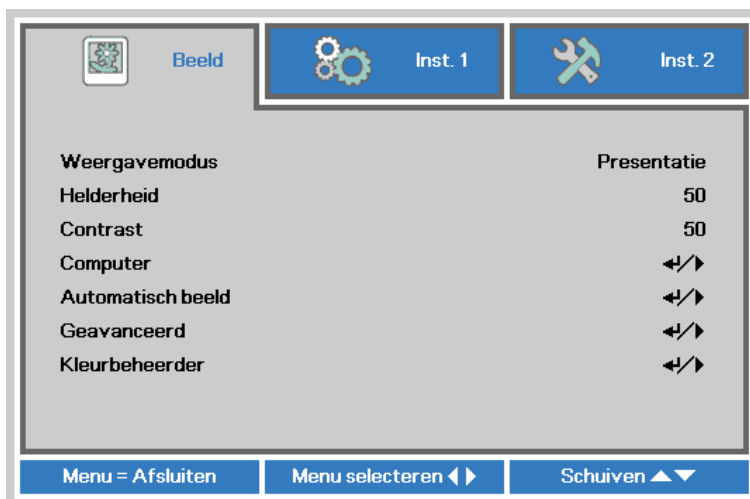 Beeld
Inst. 1
Inst. 2
Weergavemodus Presentatie
Helderheid 50
Contrast 50
Computer
Automatisch beeld
Geavanceerd
Kleurbeheerder
Menu = Afsluiten
Menu selecteren
Schuiven